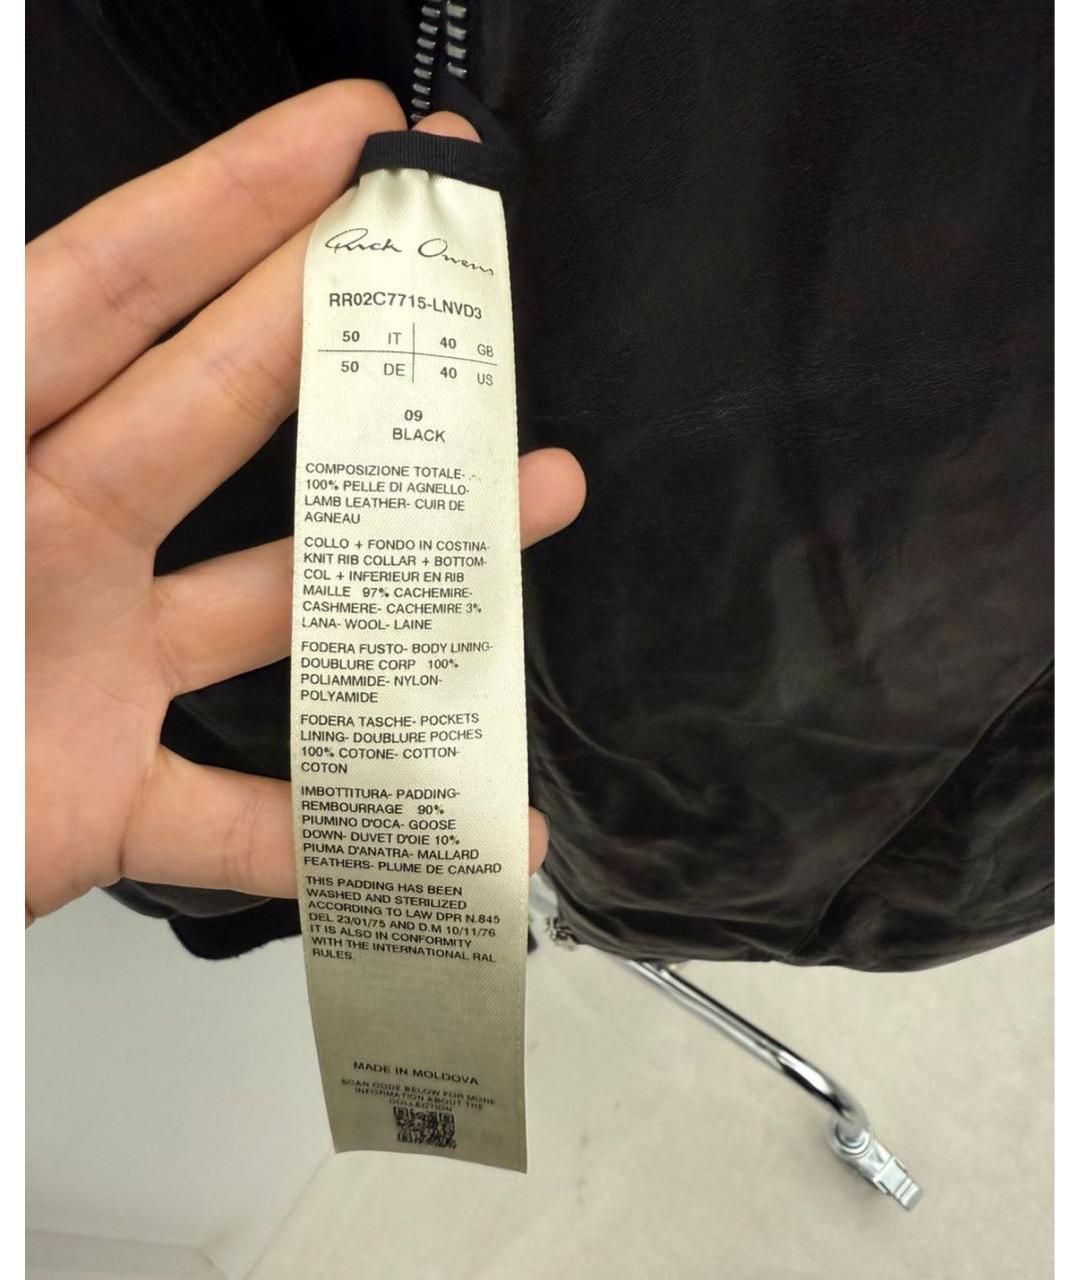 Rick Owens
RR02C7715-LNVD3
50 IT 40 GB
50 DE 40 US
09
BLACK
COMPOSIZIONE TOTALE-
100% PELLE DI AGNELLO-
LAMB LEATHER- CUIR DE
AGNEAU
COLLO + FONDO IN COSTINA-
KNIT RIB COLLAR + BOTTOM-
COL + INFERIEUR EN RIB
MAILLE 97% CACHEMIRE-
CASHMERE- CACHEMIRE 3%
LANA- WOOL- LAINE
FODERA FUSTO- BODY LINING-
DOUBLURE CORP 100%
POLIAMMIDE- NYLON-
POLYAMIDE
FODERA TASCHE- POCKETS
LINING- DOUBLURE POCHES
100% COTONE- COTTON-
COTON
IMBOTTITURA- PADDING-
REMBOURRAGE 90%
PIUMINO D'OCA- GOOSE
DOWN- DUVET D'OIE 10%
PIUMA D'ANATRA- MALLARD
FEATHERS- PLUME DE CANARD
THIS PADDING HAS BEEN
WASHED AND STERILIZED
ACCORDING TO LAW DPR N.845
DEL 23/01/75 AND D.M 10/11/76
IT IS ALSO IN CONFORMITY
WITH THE INTERNATIONAL RAL
RULES.
MADE IN MOLDOVA
SCAN CODE BELOW FOR MORE
INFORMATION ABOUT THE
COLLECTION